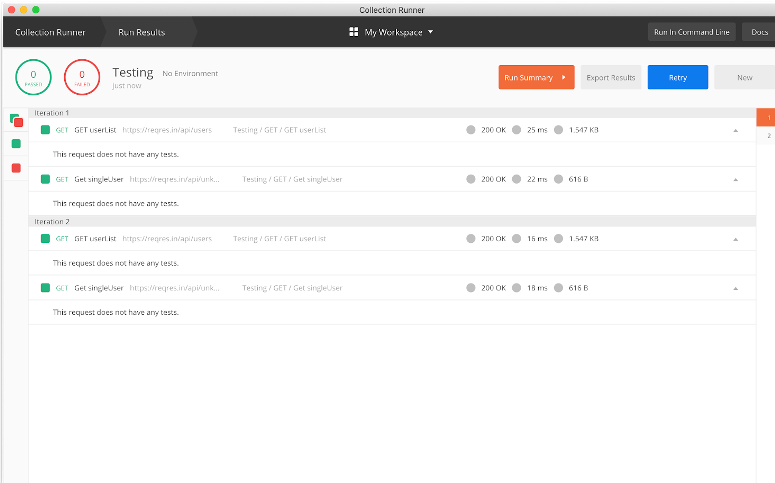 Collection Runner
Collection Runner Run Results My Workspace Run In Command Line Docs
0 PASSED 0 FAILED Testing No Environment just now Run Summary Export Results Retry New
Iteration 1
1
GET GET userList https://reqres.in/api/users Testing / GET / GET userList 200 OK 25 ms 1.547 KB
2
This request does not have any tests.
GET Get singleUser https://reqres.in/api/unk... Testing / GET / Get singleUser 200 OK 22 ms 616 B
This request does not have any tests.
Iteration 2
GET GET userList https://reqres.in/api/users Testing / GET / GET userList 200 OK 16 ms 1.547 KB
This request does not have any tests.
GET Get singleUser https://reqres.in/api/unk... Testing / GET / Get singleUser 200 OK 18 ms 616 B
This request does not have any tests.